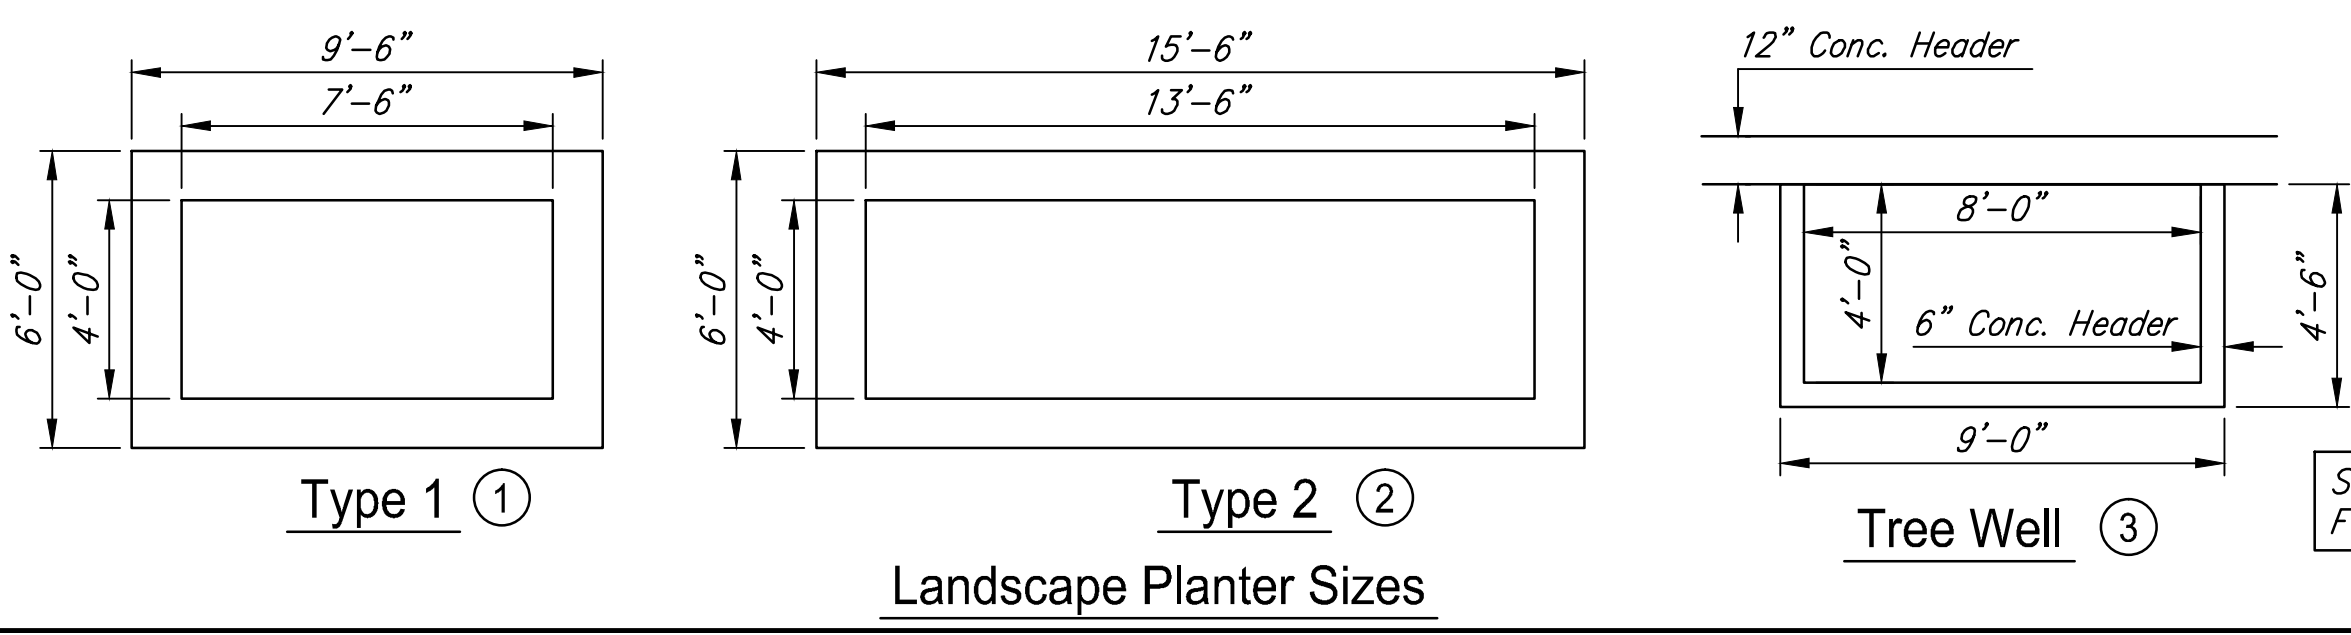 9'-6"
7'-6"
6'-0"
4'-0"
Type 1 1
15'-6"
13'-6"
6'-0"
4'-0"
Type 2 2
12" Conc. Header
8'-0"
4'-0"
6" Conc. Header
4'-6"
9'-0"
Tree Well 3
Landscape Planter Sizes